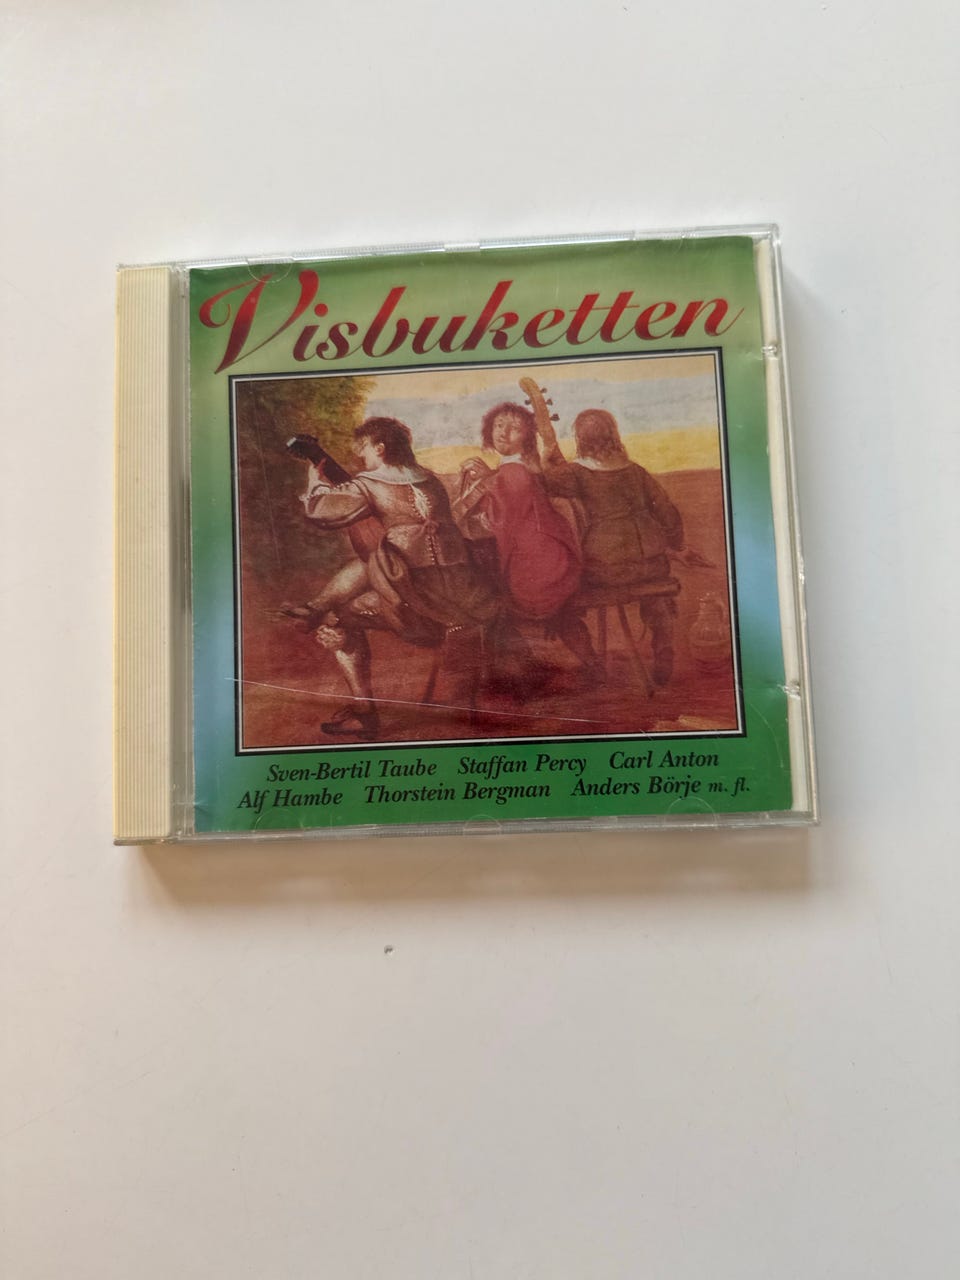 Visbuketten
Sven-Bertil Taube Staffan Percy Carl Anton
Alf Hambe Thorstein Bergman Anders Börje m. fl.